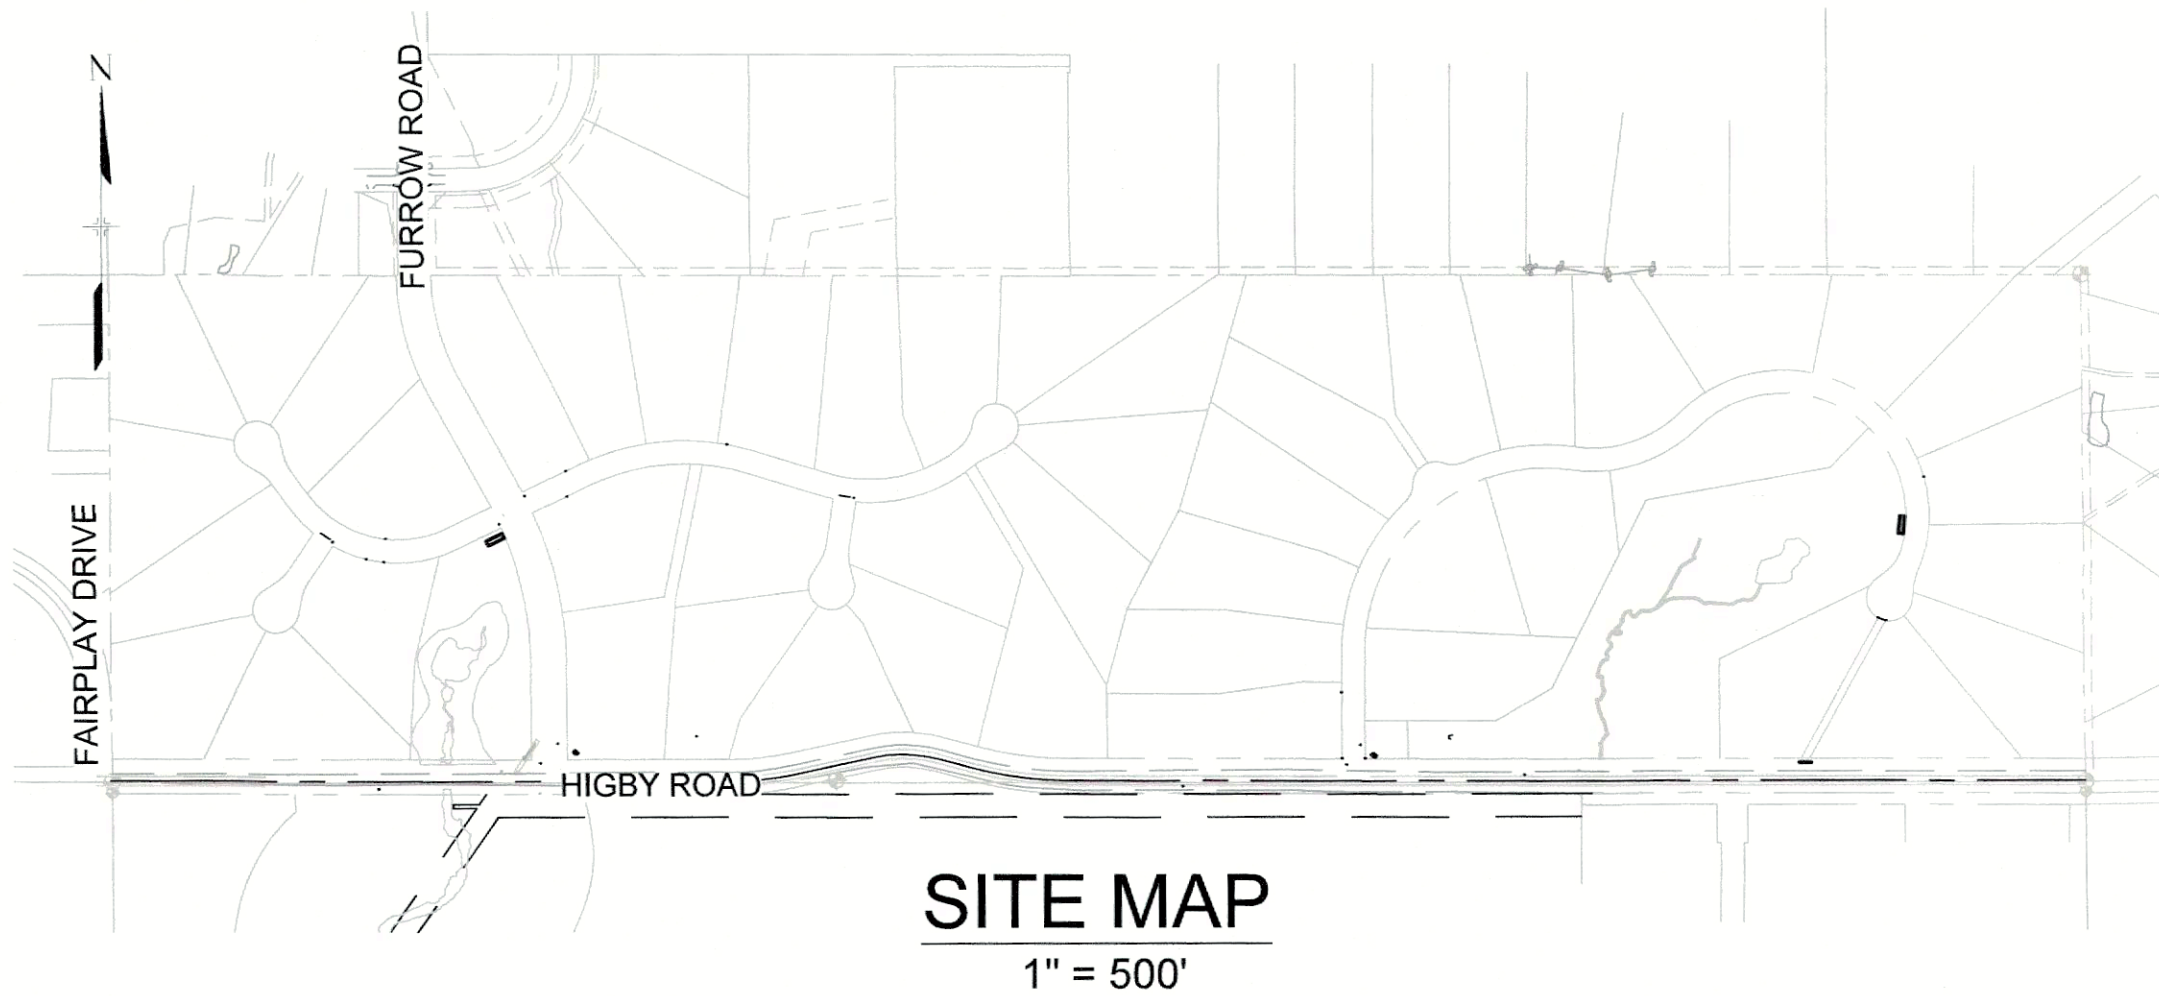 N
FURROW ROAD
FAIRPLAY DRIVE
HIGBY ROAD
SITE MAP
1" = 500'